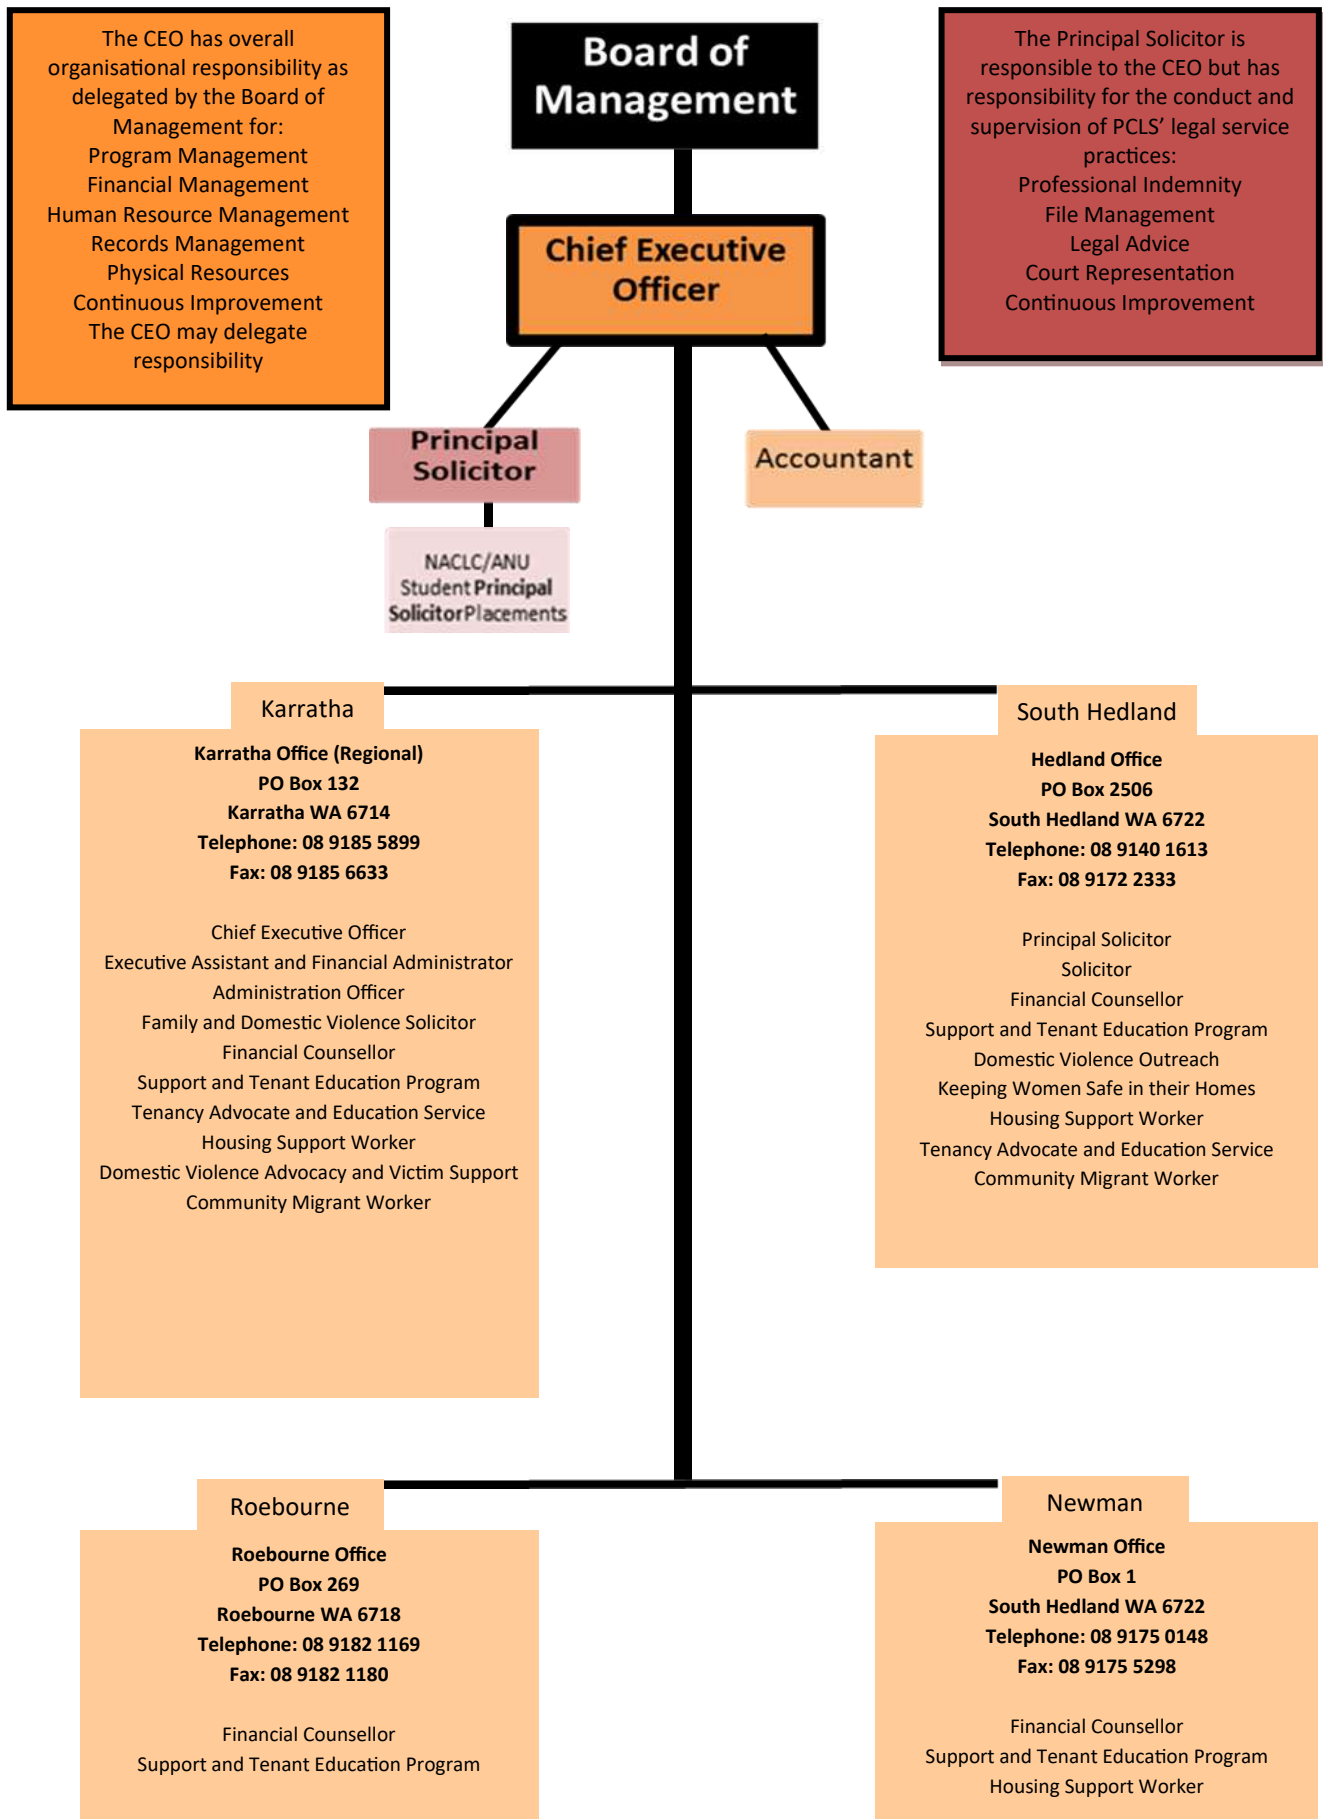 The CEO has overall
organisational responsibility as
delegated by the Board of
Management for:
Program Management
Financial Management
Human Resource Management
Records Management
Physical Resources
Continuous Improvement
The CEO may delegate
responsibility
Board of
Management
The Principal Solicitor is
responsible to the CEO but has
responsibility for the conduct and
supervision of PCLS’ legal service
practices:
Professional Indemnity
File Management
Legal Advice
Court Representation
Continuous Improvement
Chief Executive
Officer
Principal
Solicitor
Accountant
NACLC/ANU
Student Principal
Solicitor Placements
Karratha
Karratha Office (Regional)
PO Box 132
Karratha WA 6714
Telephone: 08 9185 5899
Fax: 08 9185 6633
Chief Executive Officer
Executive Assistant and Financial Administrator
Administration Officer
Family and Domestic Violence Solicitor
Financial Counsellor
Support and Tenant Education Program
Tenancy Advocate and Education Service
Housing Support Worker
Domestic Violence Advocacy and Victim Support
Community Migrant Worker
South Hedland
Hedland Office
PO Box 2506
South Hedland WA 6722
Telephone: 08 9140 1613
Fax: 08 9172 2333
Principal Solicitor
Solicitor
Financial Counsellor
Support and Tenant Education Program
Domestic Violence Outreach
Keeping Women Safe in their Homes
Housing Support Worker
Tenancy Advocate and Education Service
Community Migrant Worker
Roebourne
Roebourne Office
PO Box 269
Roebourne WA 6718
Telephone: 08 9182 1169
Fax: 08 9182 1180
Financial Counsellor
Support and Tenant Education Program
Newman
Newman Office
PO Box 1
South Hedland WA 6722
Telephone: 08 9175 0148
Fax: 08 9175 5298
Financial Counsellor
Support and Tenant Education Program
Housing Support Worker